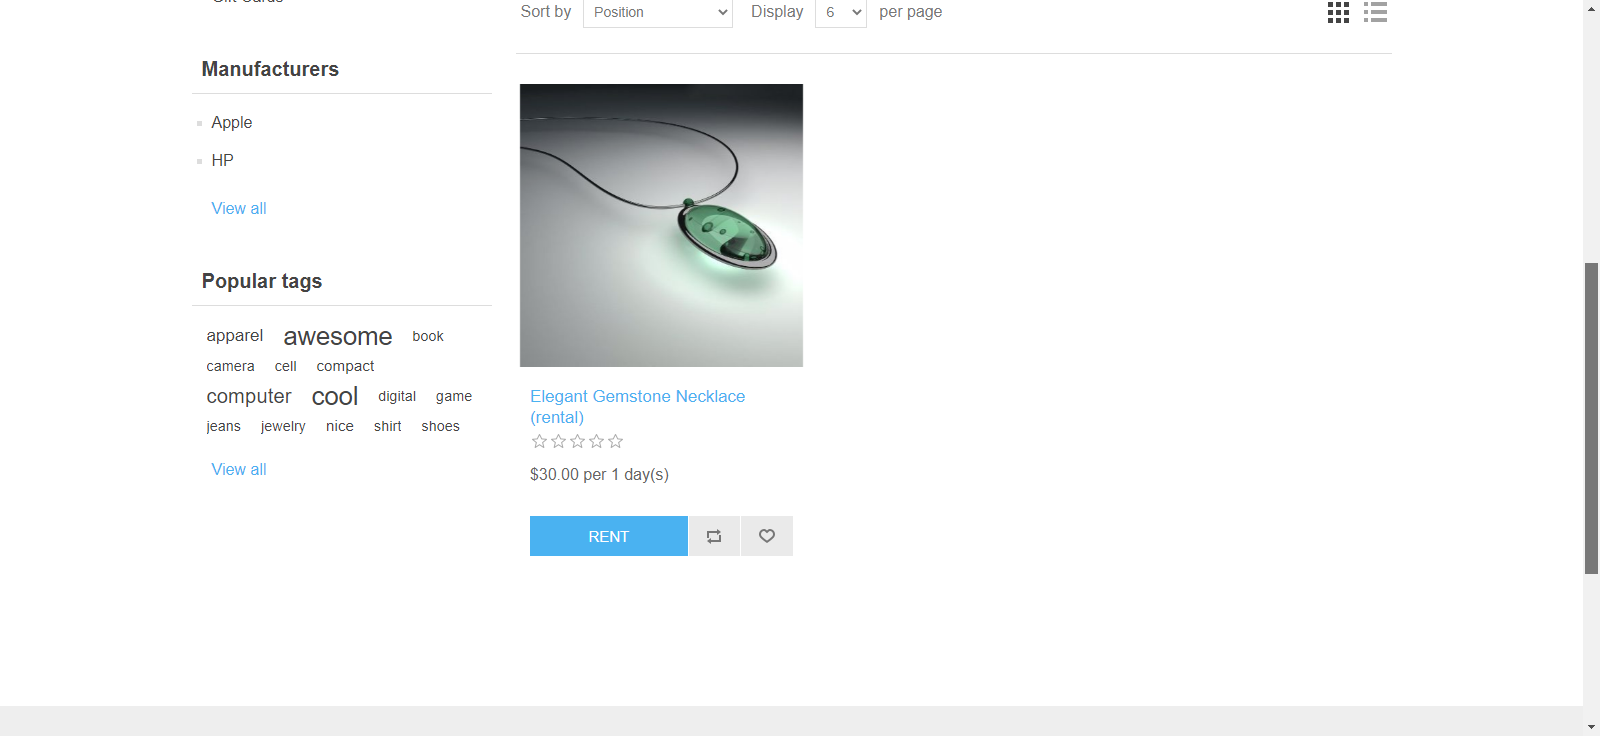 Sort by Position Display 6 per page
Manufacturers
Apple
HP
View all
Popular tags
apparel awesome book
camera cell compact
computer cool digital game
jeans jewelry nice shirt shoes
View all
Elegant Gemstone Necklace
(rental)
$30.00 per 1 day(s)
RENT